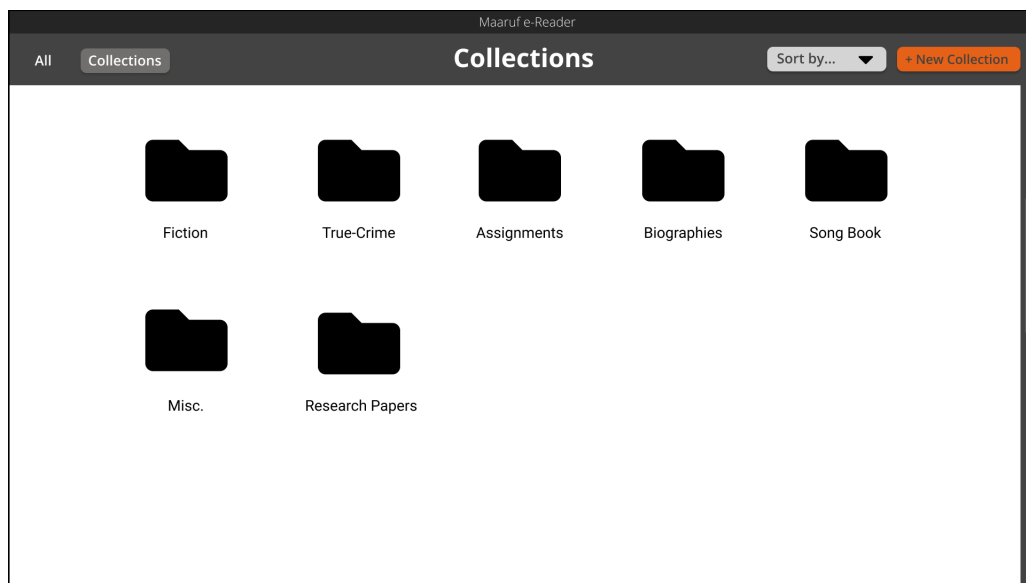 Maaruf e-Reader
All Collections Collections Sort by... + New Collection
Fiction True-Crime Assignments Biographies Song Book
Misc. Research Papers